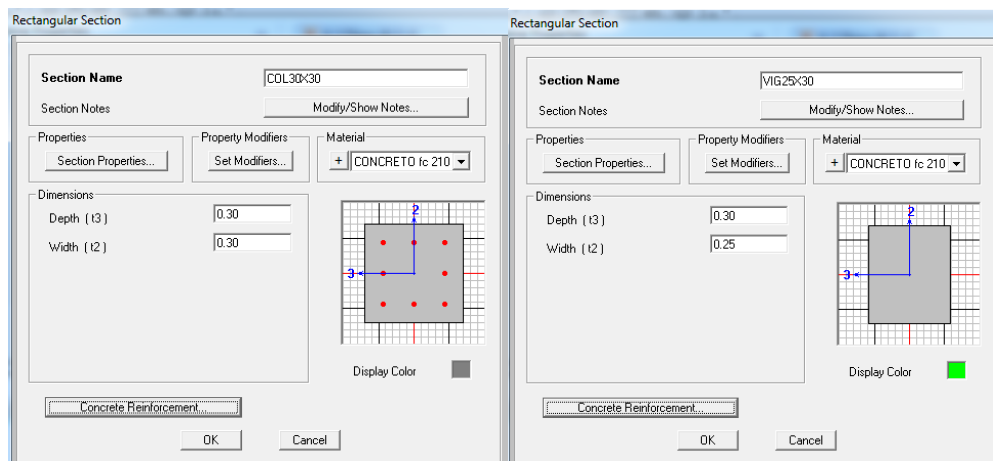 Rectangular Section
Section Name COL30X30
Section Notes Modify/Show Notes...
Properties Property Modifiers Material
Section Properties... Set Modifiers... + CONCRETO fc 210
Dimensions
Depth ( t3 ) 0.30
Width ( t2 ) 0.30
2
3
Display Color
Concrete Reinforcement...
OK Cancel
Rectangular Section
Section Name VIG25X30
Section Notes Modify/Show Notes...
Properties Property Modifiers Material
Section Properties... Set Modifiers... + CONCRETO fc 210
Dimensions
Depth ( t3 ) 0.30
Width ( t2 ) 0.25
2
3
Display Color
Concrete Reinforcement...
OK Cancel